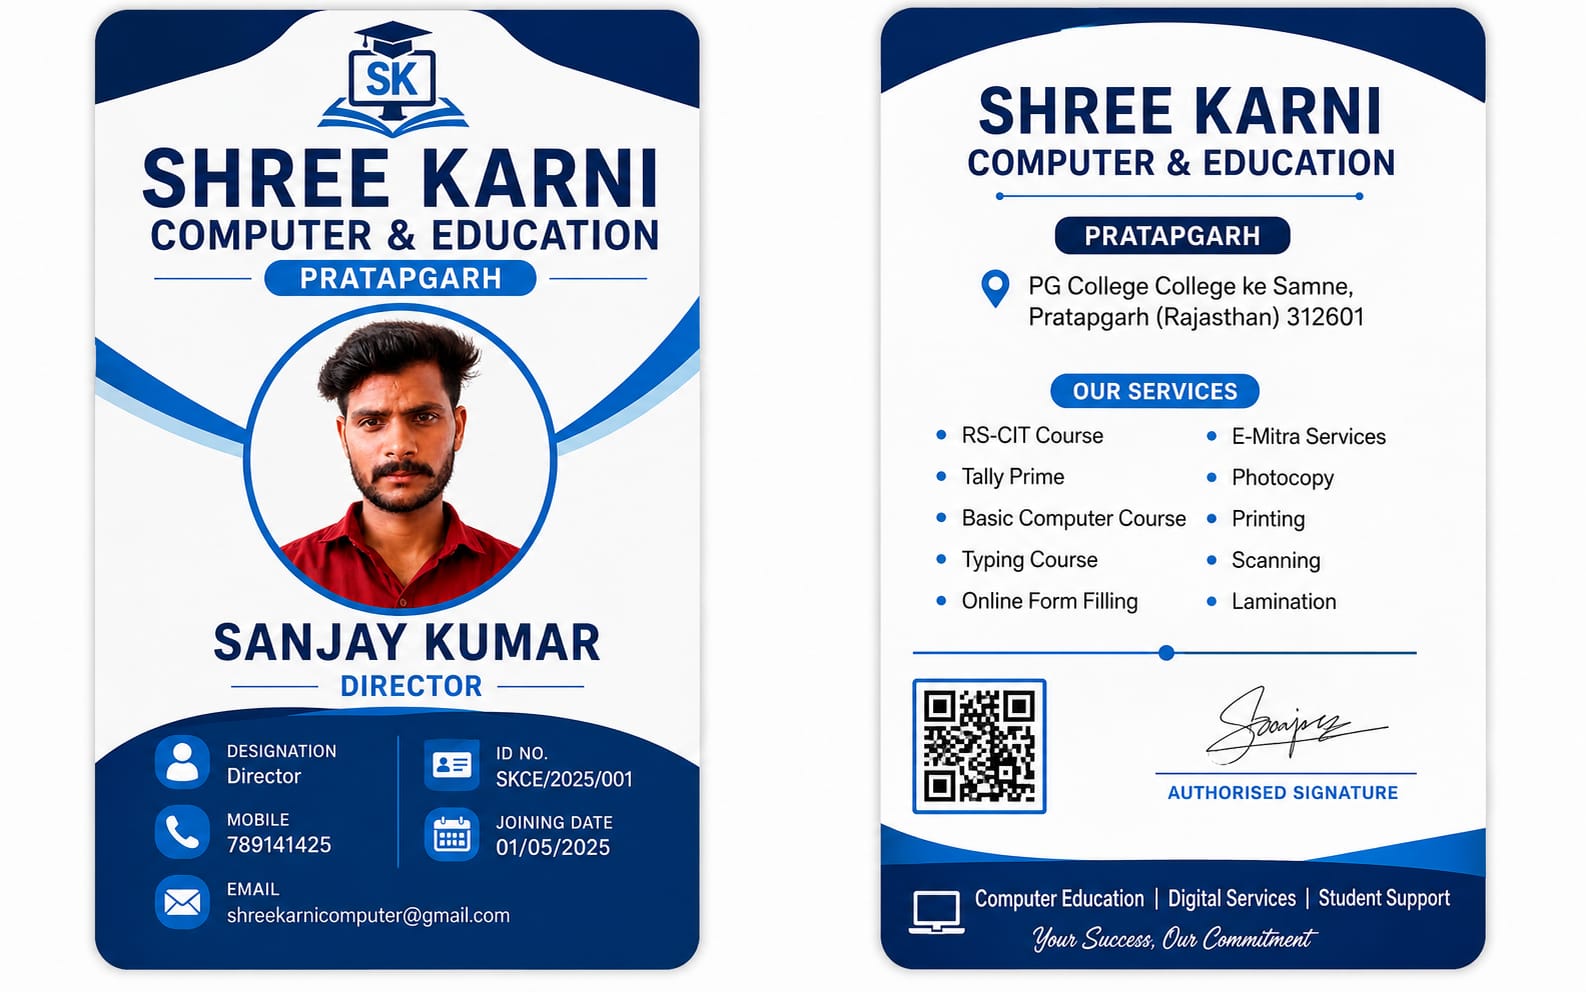 SK
SHREE KARNI
COMPUTER & EDUCATION
PRATAPGARH
SANJAY KUMAR
DIRECTOR
DESIGNATION
Director
MOBILE
789141425
EMAIL
shreekarnicomputer@gmail.com
ID NO.
SKCE/2025/001
JOINING DATE
01/05/2025
SHREE KARNI
COMPUTER & EDUCATION
PRATAPGARH
PG College College ke Samne,
Pratapgarh (Rajasthan) 312601
OUR SERVICES
RS-CIT Course
Tally Prime
Basic Computer Course
Typing Course
Online Form Filling
E-Mitra Services
Photocopy
Printing
Scanning
Lamination
AUTHORISED SIGNATURE
Computer Education | Digital Services | Student Support
Your Success, Our Commitment